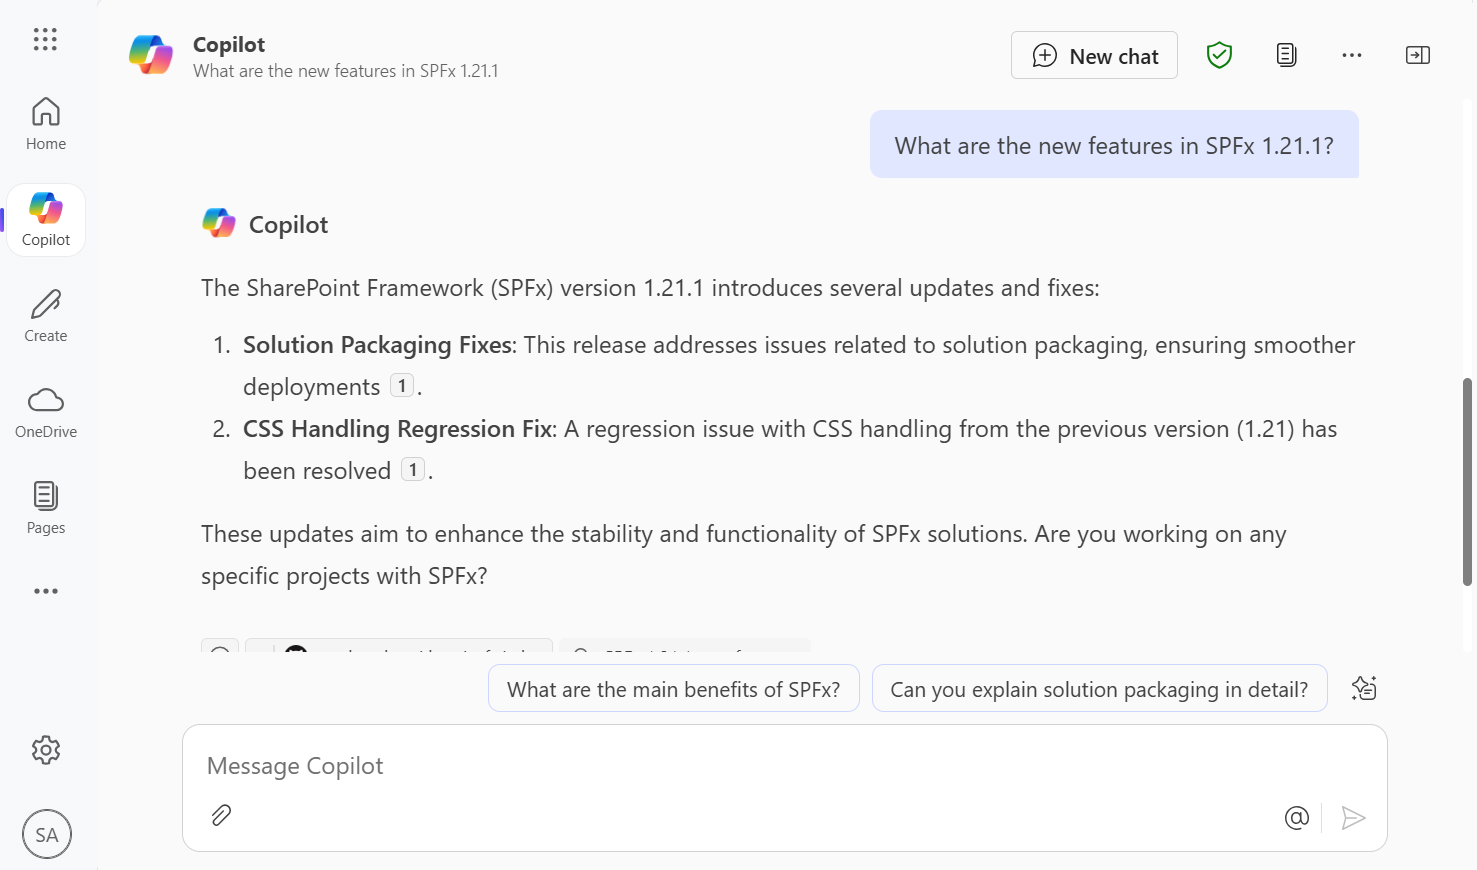 Copilot
What are the new features in SPFx 1.21.1
New chat
Home
Copilot
Create
OneDrive
Pages
SA
What are the new features in SPFx 1.21.1?
Copilot
The SharePoint Framework (SPFx) version 1.21.1 introduces several updates and fixes:
1. Solution Packaging Fixes: This release addresses issues related to solution packaging, ensuring smoother
deployments 1.
2. CSS Handling Regression Fix: A regression issue with CSS handling from the previous version (1.21) has
been resolved 1.
These updates aim to enhance the stability and functionality of SPFx solutions. Are you working on any
specific projects with SPFx?
What are the main benefits of SPFx?
Can you explain solution packaging in detail?
Message Copilot
@